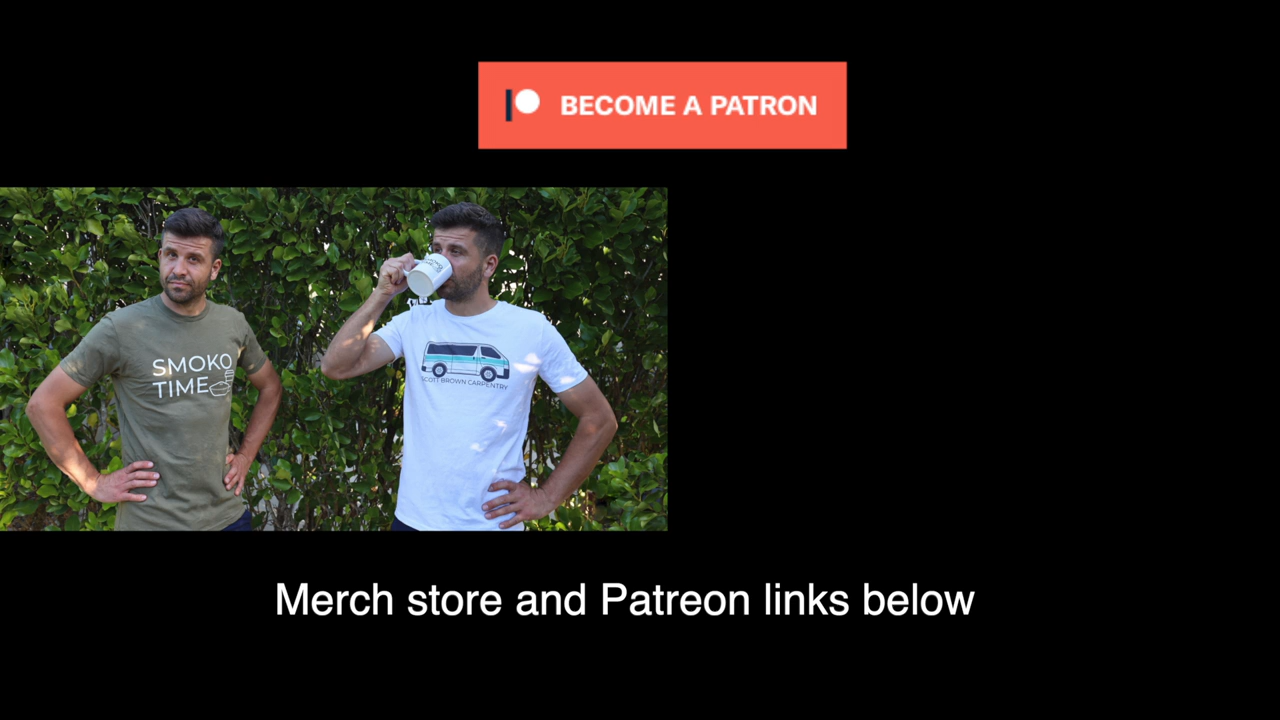 BECOME A PATRON
SMOKO
TIME
SCOTT BROWN CARPENTRY
Merch store and Patreon links below